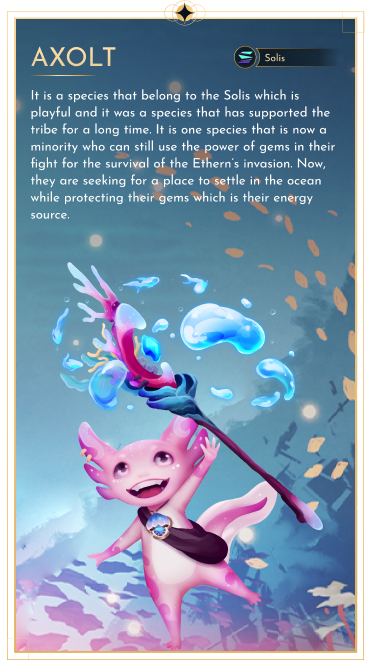 AXOLT
Solis
It is a species that belong to the Solis which is
playful and it was a species that has supported the
tribe for a long time. It is one species that is now a
minority who can still use the power of gems in their
fight for the survival of the Ethern's invasion. Now,
they are seeking for a place to settle in the ocean
while protecting their gems which is their energy
source.